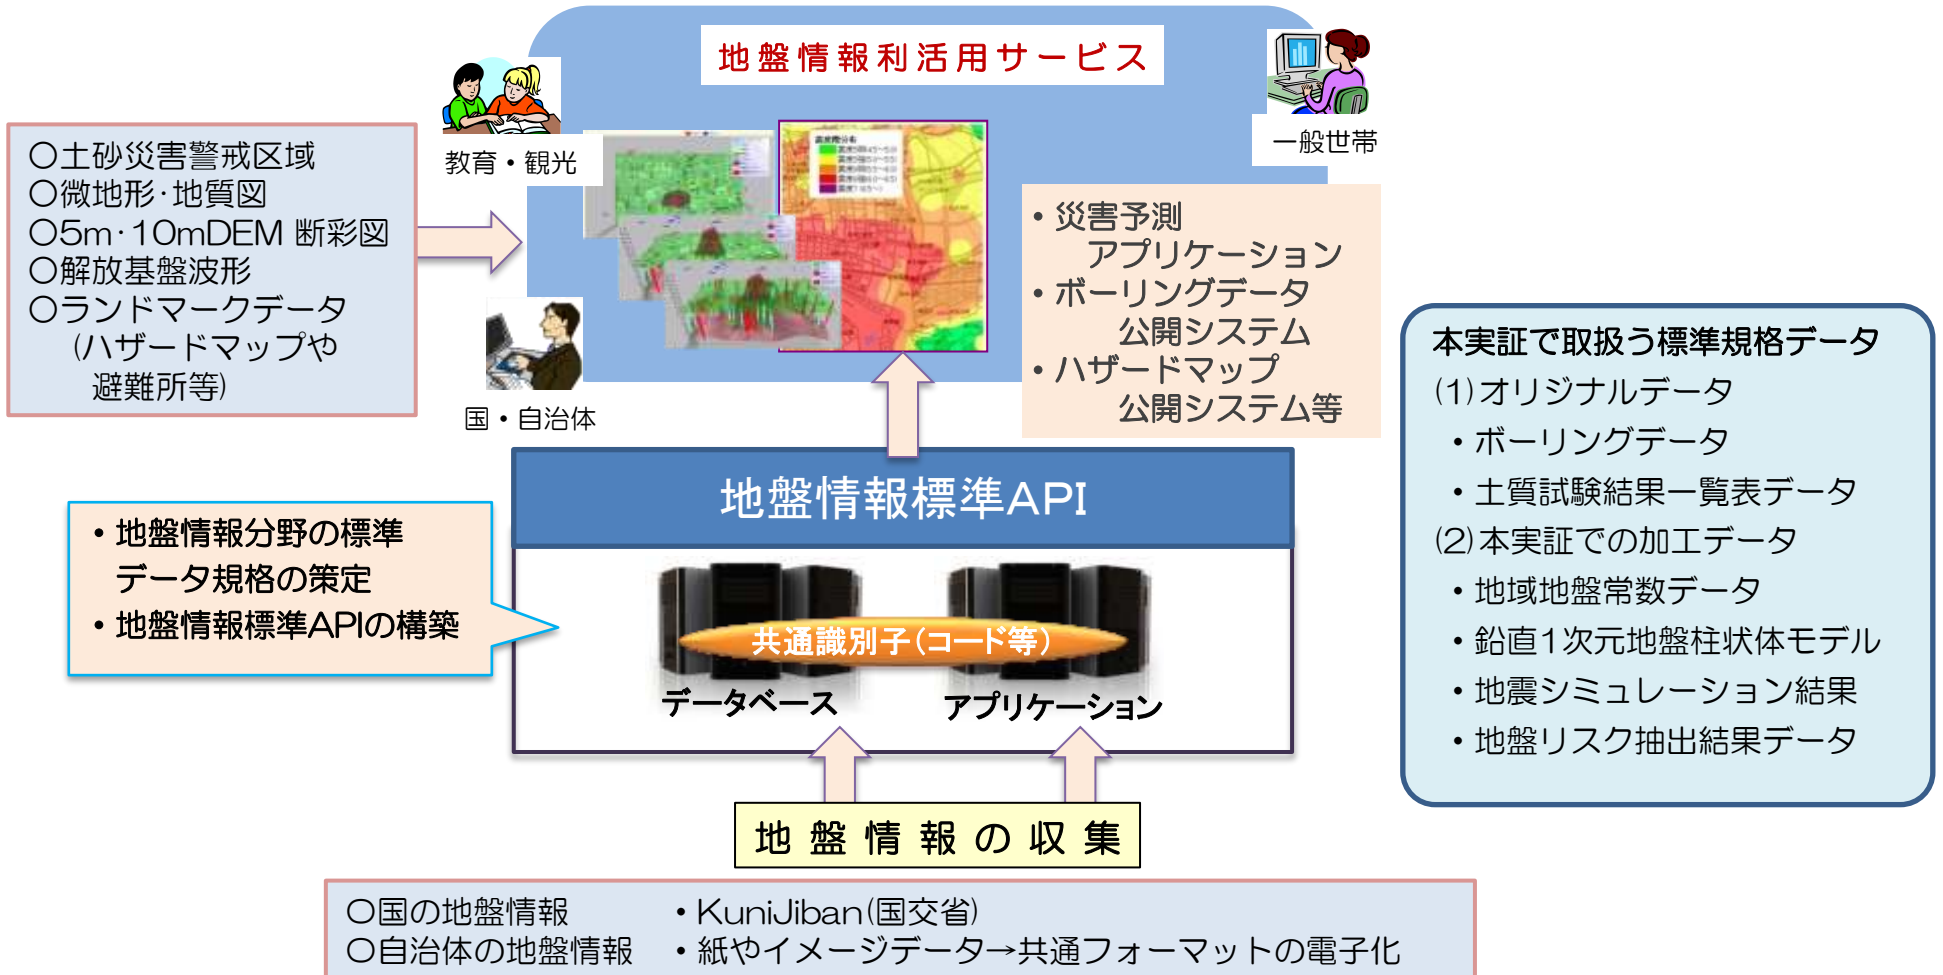 地盤情報利活用サービス
教育・観光
一般世帯
国・自治体
○土砂災害警戒区域
○微地形・地質図
○5m・10mDEM 断彩図
○解放基盤波形
○ランドマークデータ
(ハザードマップや
避難所等)
・災害予測
アプリケーション
・ボーリングデータ
公開システム
・ハザードマップ
公開システム等
地盤情報標準API
・地盤情報分野の標準
データ規格の策定
・地盤情報標準APIの構築
共通識別子(コード等)
データベース
アプリケーション
地盤情報の収集
○国の地盤情報 ・KuniJiban(国交省)
○自治体の地盤情報 ・紙やイメージデータ→共通フォーマットの電子化
本実証で取扱う標準規格データ
(1)オリジナルデータ
・ボーリングデータ
・土質試験結果一覧表データ
(2)本実証での加工データ
・地域地盤常数データ
・鉛直1次元地盤柱状体モデル
・地震シミュレーション結果
・地盤リスク抽出結果データ